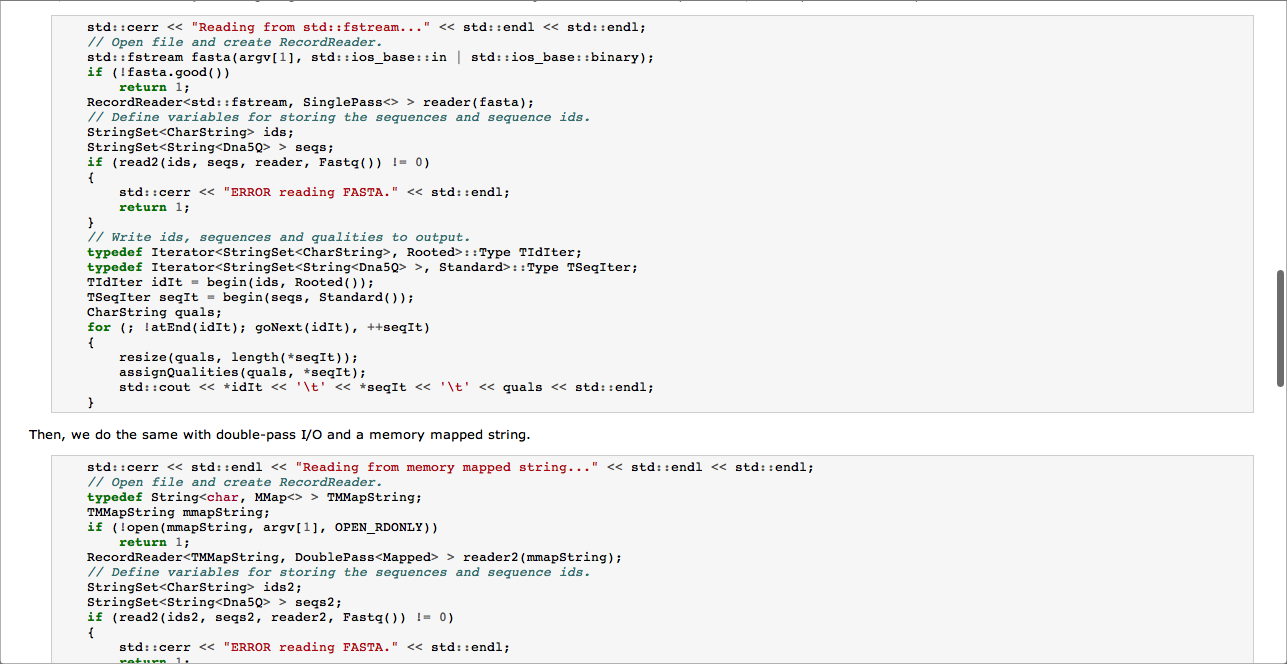 std::cerr << "Reading from std::fstream..." << std::endl << std::endl;
// Open file and create RecordReader.
std::fstream fasta(argv[1], std::ios_base::in | std::ios_base::binary);
if (!fasta.good())
    return 1;
RecordReader<std::fstream, SinglePass<> > reader(fasta);
// Define variables for storing the sequences and sequence ids.
StringSet<CharString> ids;
StringSet<String<Dna5Q> > seqs;
if (read2(ids, seqs, reader, Fastq()) != 0)
{
    std::cerr << "ERROR reading FASTA." << std::endl;
    return 1;
}
// Write ids, sequences and qualities to output.
typedef Iterator<StringSet<CharString>, Rooted>::Type TIdIter;
typedef Iterator<StringSet<String<Dna5Q> >, Standard>::Type TSeqIter;
TIdIter idIt = begin(ids, Rooted());
TSeqIter seqIt = begin(seqs, Standard());
CharString quals;
for (; !atEnd(idIt); goNext(idIt), ++seqIt)
{
    resize(quals, length(*seqIt));
    assignQualities(quals, *seqIt);
    std::cout << *idIt << '\t' << *seqIt << '\t' << quals << std::endl;
}
Then, we do the same with double-pass I/O and a memory mapped string.
std::cerr << std::endl << "Reading from memory mapped string..." << std::endl << std::endl;
// Open file and create RecordReader.
typedef String<char, MMap<> > TMMapString;
TMMapString mmapString;
if (!open(mmapString, argv[1], OPEN_RDONLY))
    return 1;
RecordReader<TMMapString, DoublePass<Mapped> > reader2(mmapString);
// Define variables for storing the sequences and sequence ids.
StringSet<CharString> ids2;
StringSet<String<Dna5Q> > seqs2;
if (read2(ids2, seqs2, reader2, Fastq()) != 0)
{
    std::cerr << "ERROR reading FASTA." << std::endl;
    return 1;